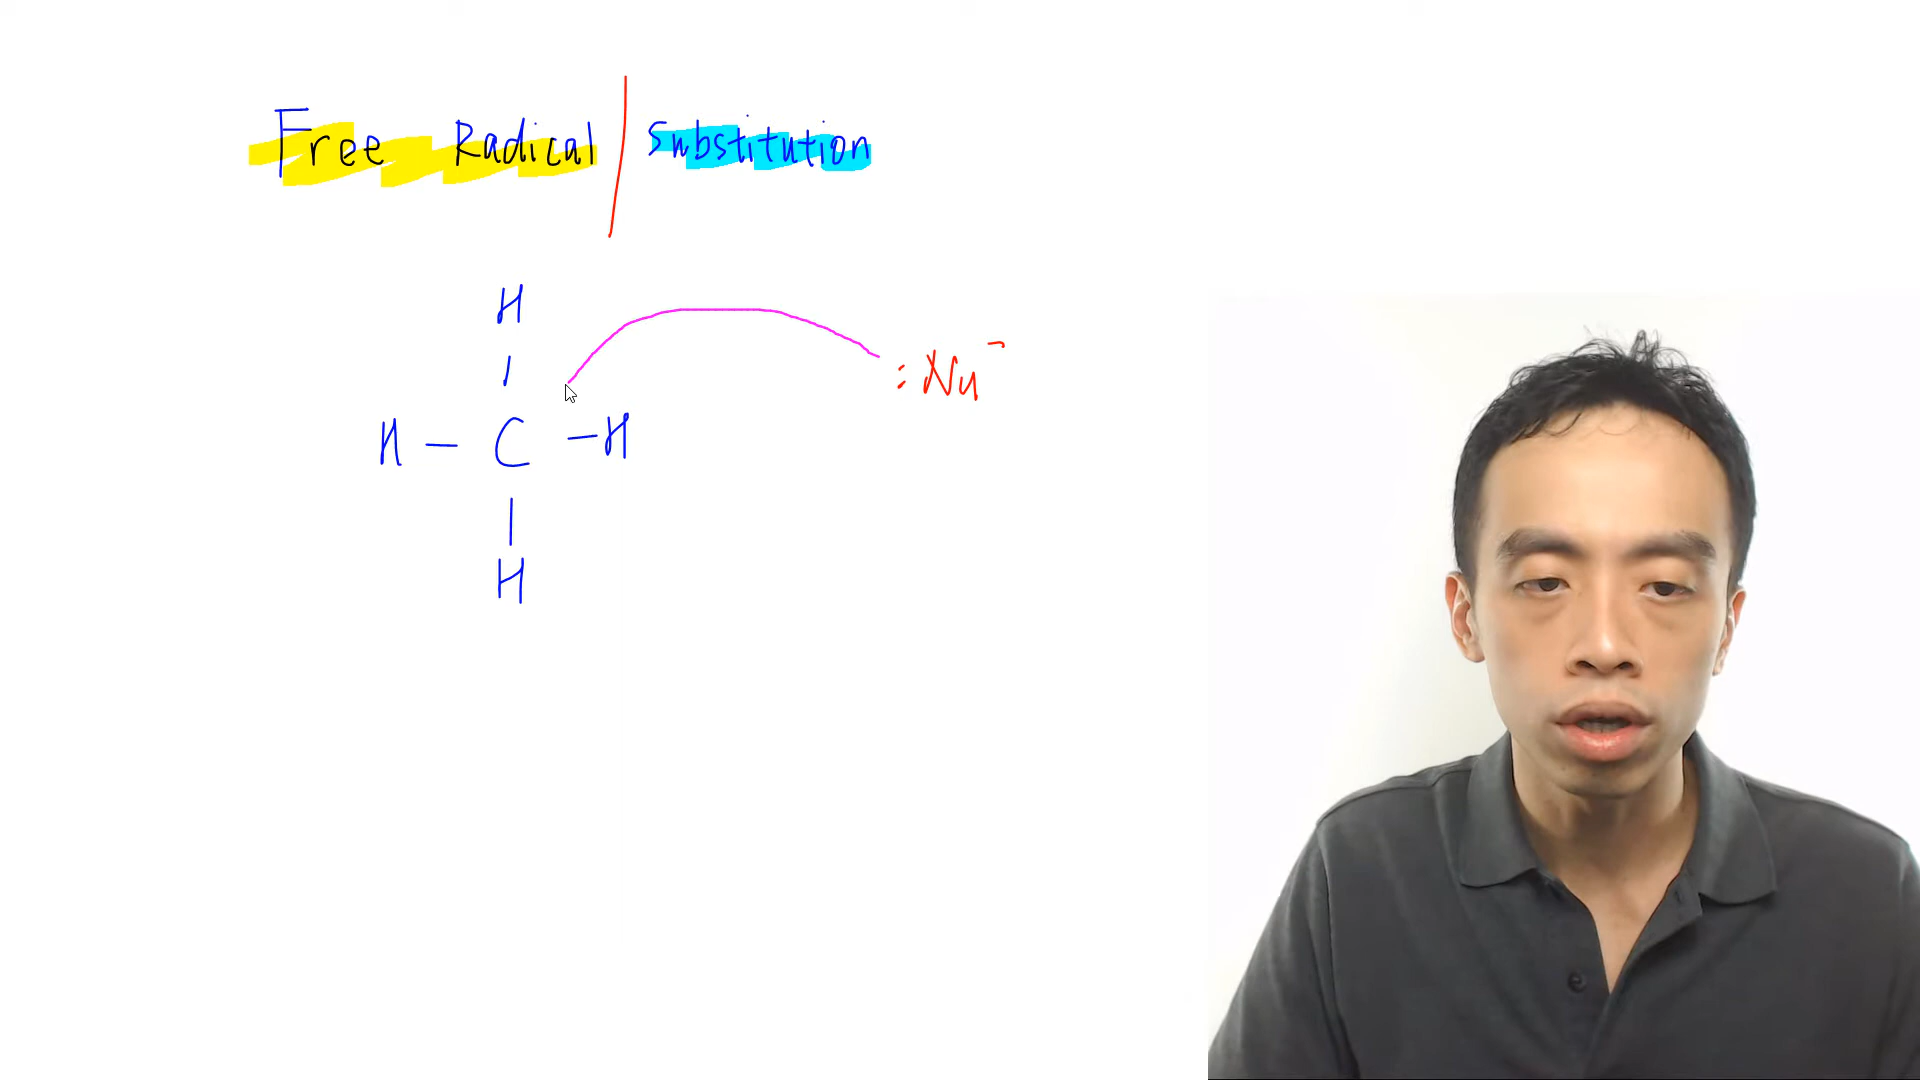 Free Radical | Substitution
H
|
:Nu⁻
H — C — H
|
H